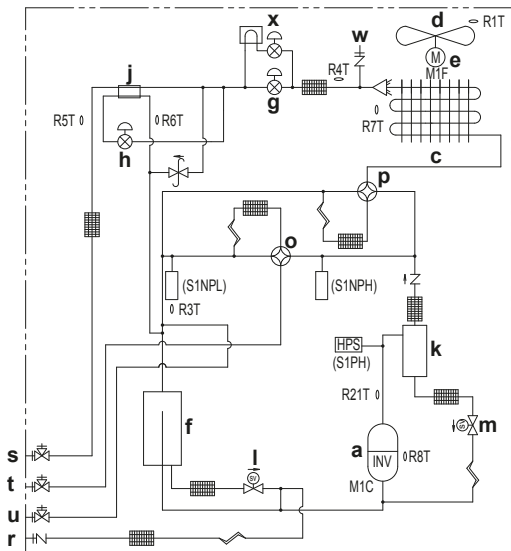 d
R1T
x
w
M
e
M1F
R4T
j
g
R7T
R5T
R6T
h
c
p
o
(S1NPL)
(S1NPH)
R3T
HPS
(S1PH)
k
R21T
f
SV
m
S
l
SV
a
INV
R8T
M1C
s
t
u
r